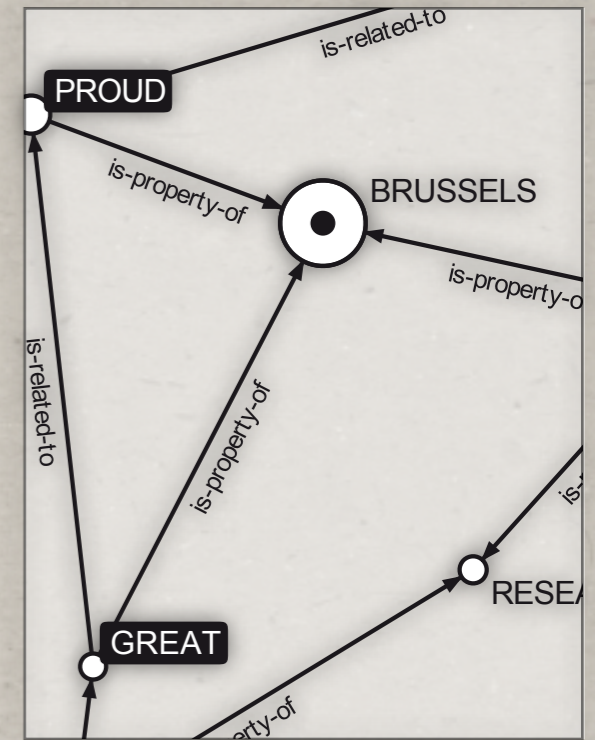 is-related-to
PROUD
is-property-of
BRUSSELS
is-property-o
is-related-to
is-property-of
is-
RESEA
GREAT
erty-of